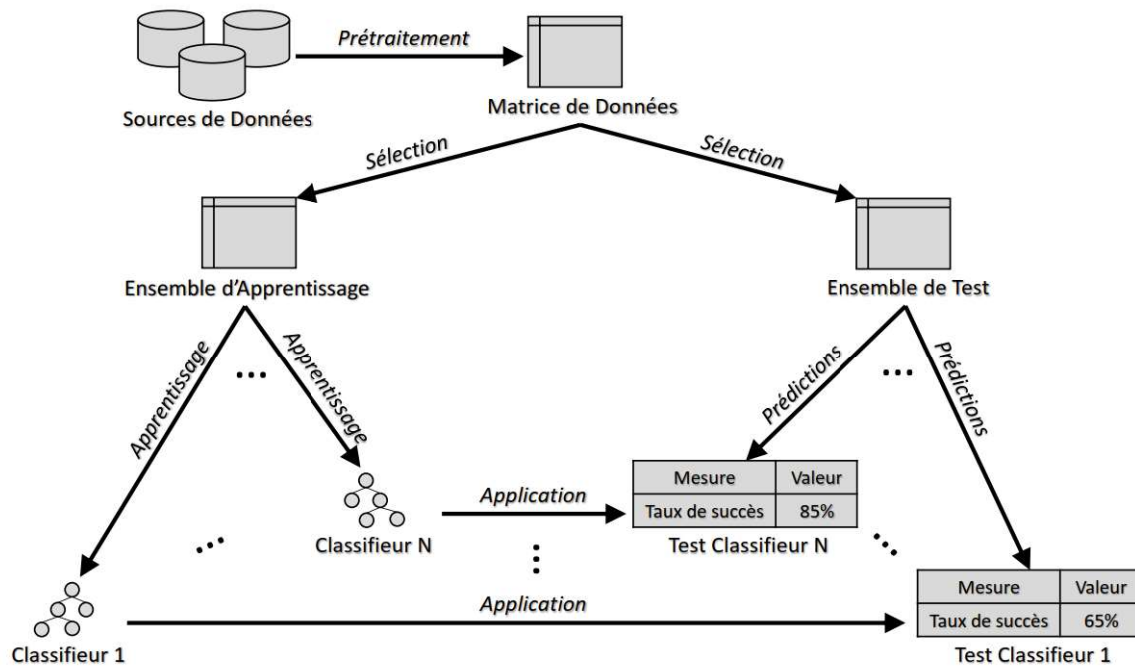 Prétraitement
Sources de Données
Matrice de Données
Sélection
Sélection
Ensemble d'Apprentissage
Ensemble de Test
Apprentissage
Apprentissage
Prédictions
Prédictions
...
...
Mesure Valeur
Taux de succès 85%
Application
Classifieur N
Test Classifieur N
...
...
...
Mesure Valeur
Taux de succès 65%
Application
Classifieur 1
Test Classifieur 1